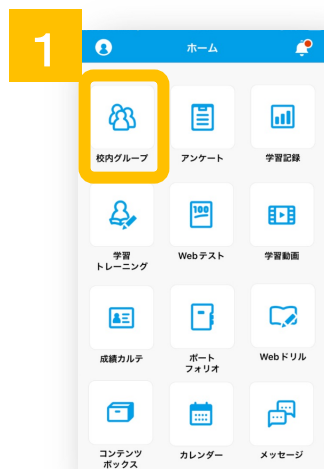 1
ホーム
校内グループ
アンケート
学習記録
100
学習
トレーニング
Webテスト
学習動画
成績カルテ
ポート
フォリオ
Webドリル
コンテンツ
ボックス
カレンダー
メッセージ